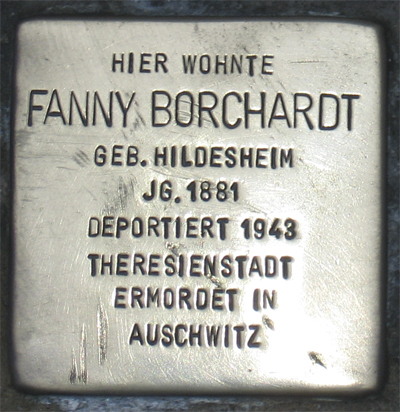 HIER WOHNTE
FANNY BORCHARDT
GEB. HILDESHEIM
JG. 1881
DEPORTIERT 1943
THERESIENSTADT
ERMORDET IN
AUSCHWITZ